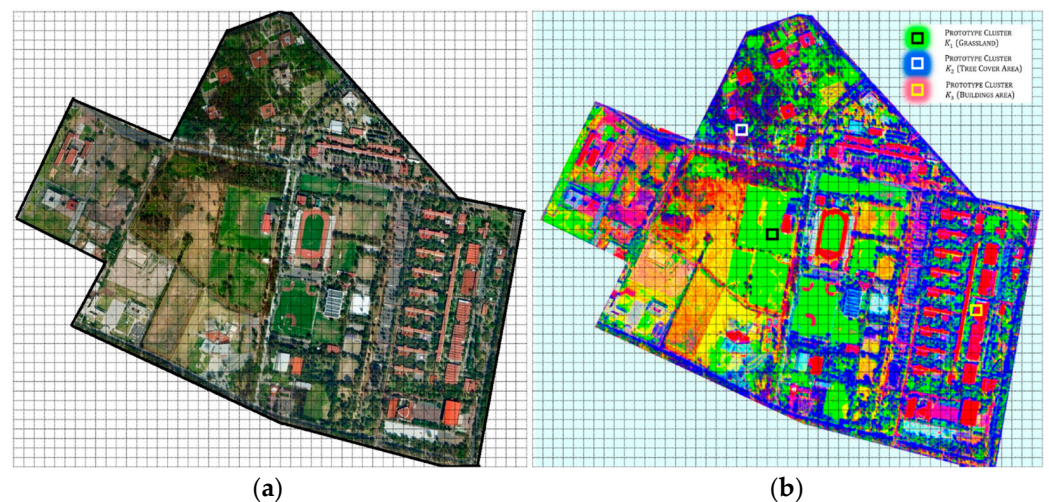 PROTOTYPE CLUSTER
K1 (GRASSLAND)
PROTOTYPE CLUSTER
K2 (TREE COVER AREA)
PROTOTYPE CLUSTER
K3 (BUILDINGS AREA)
(a)
(b)